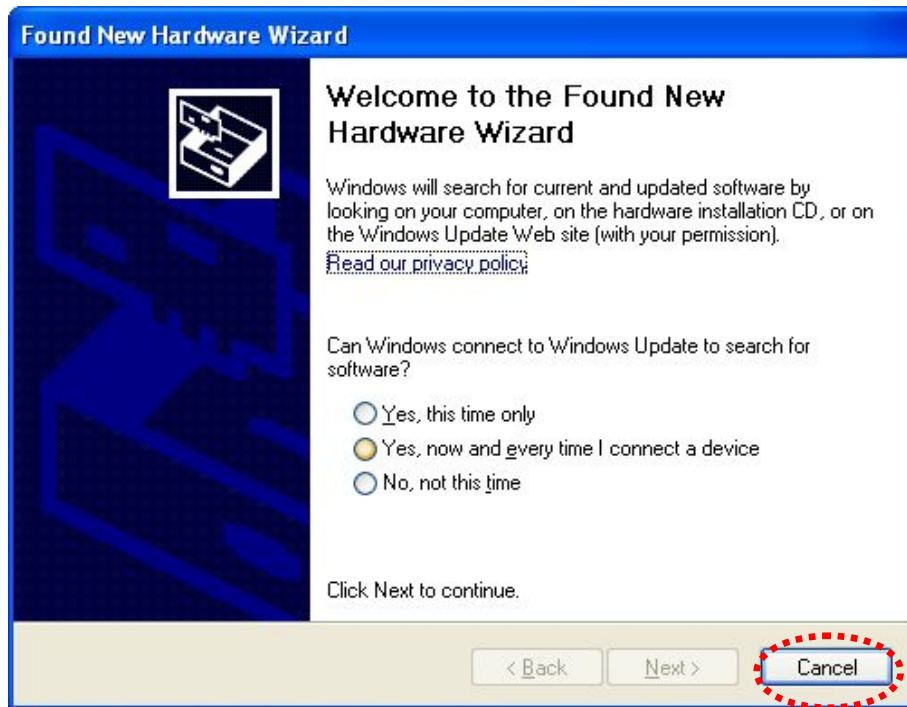 Found New Hardware Wizard
Welcome to the Found New
Hardware Wizard
Windows will search for current and updated software by
looking on your computer, on the hardware installation CD, or on
the Windows Update Web site (with your permission).
Read our privacy policy
Can Windows connect to Windows Update to search for
software?
Yes, this time only
Yes, now and every time I connect a device
No, not this time
Click Next to continue.
< Back Next > Cancel